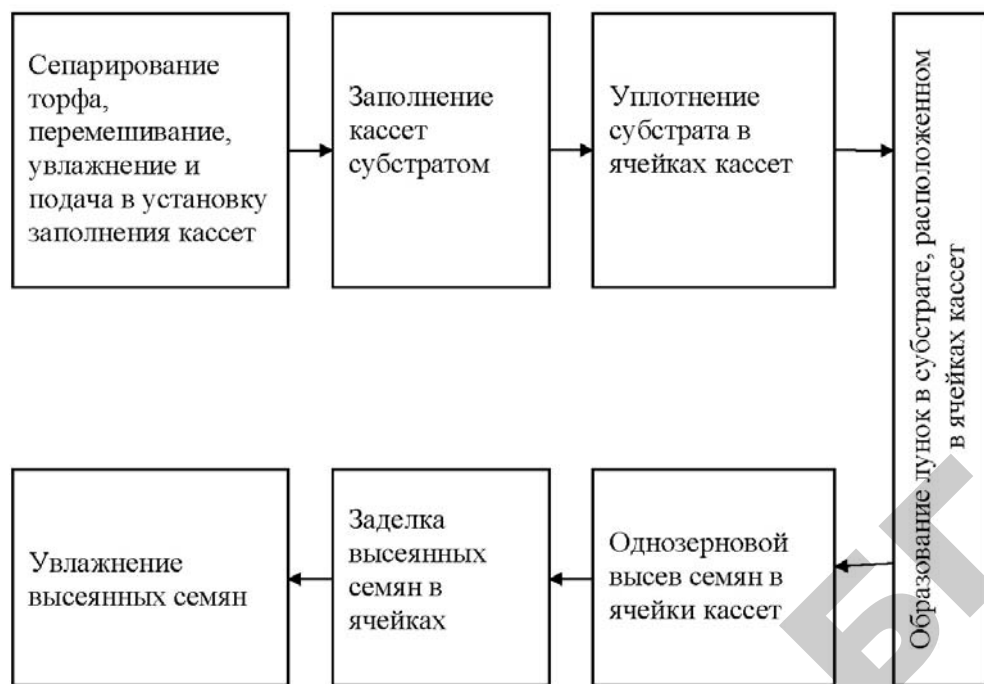 Сепарирование
торфа,
перемешивание,
увлажнение и
подача в установку
заполнения кассет
Заполнение
кассет
субстратом
Уплотнение
субстрата в
ячейках кассет
Образование лунок в субстрате, расположенном
в ячейках кассет
Однозерновой
высев семян в
ячейки кассет
Заделка
высеянных
семян в
ячейках
Увлажнение
высеянных семян
БГ